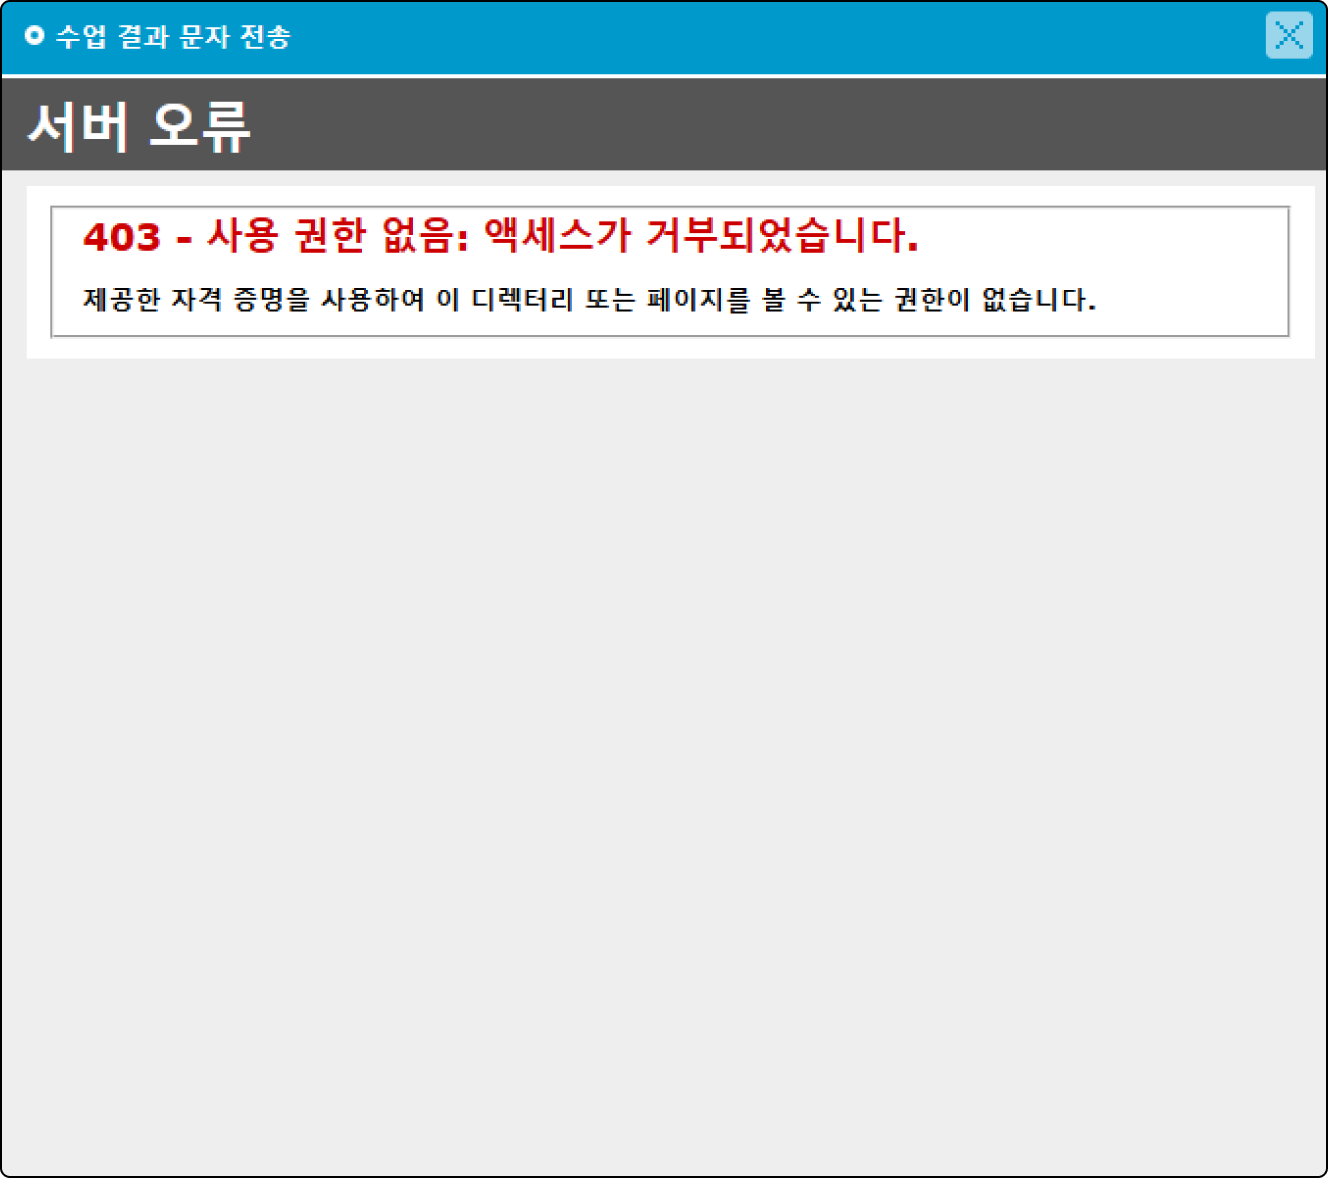 수업 결과 문자 전송
서버 오류
403 - 사용 권한 없음: 액세스가 거부되었습니다.
제공한 자격 증명을 사용하여 이 디렉터리 또는 페이지를 볼 수 있는 권한이 없습니다.